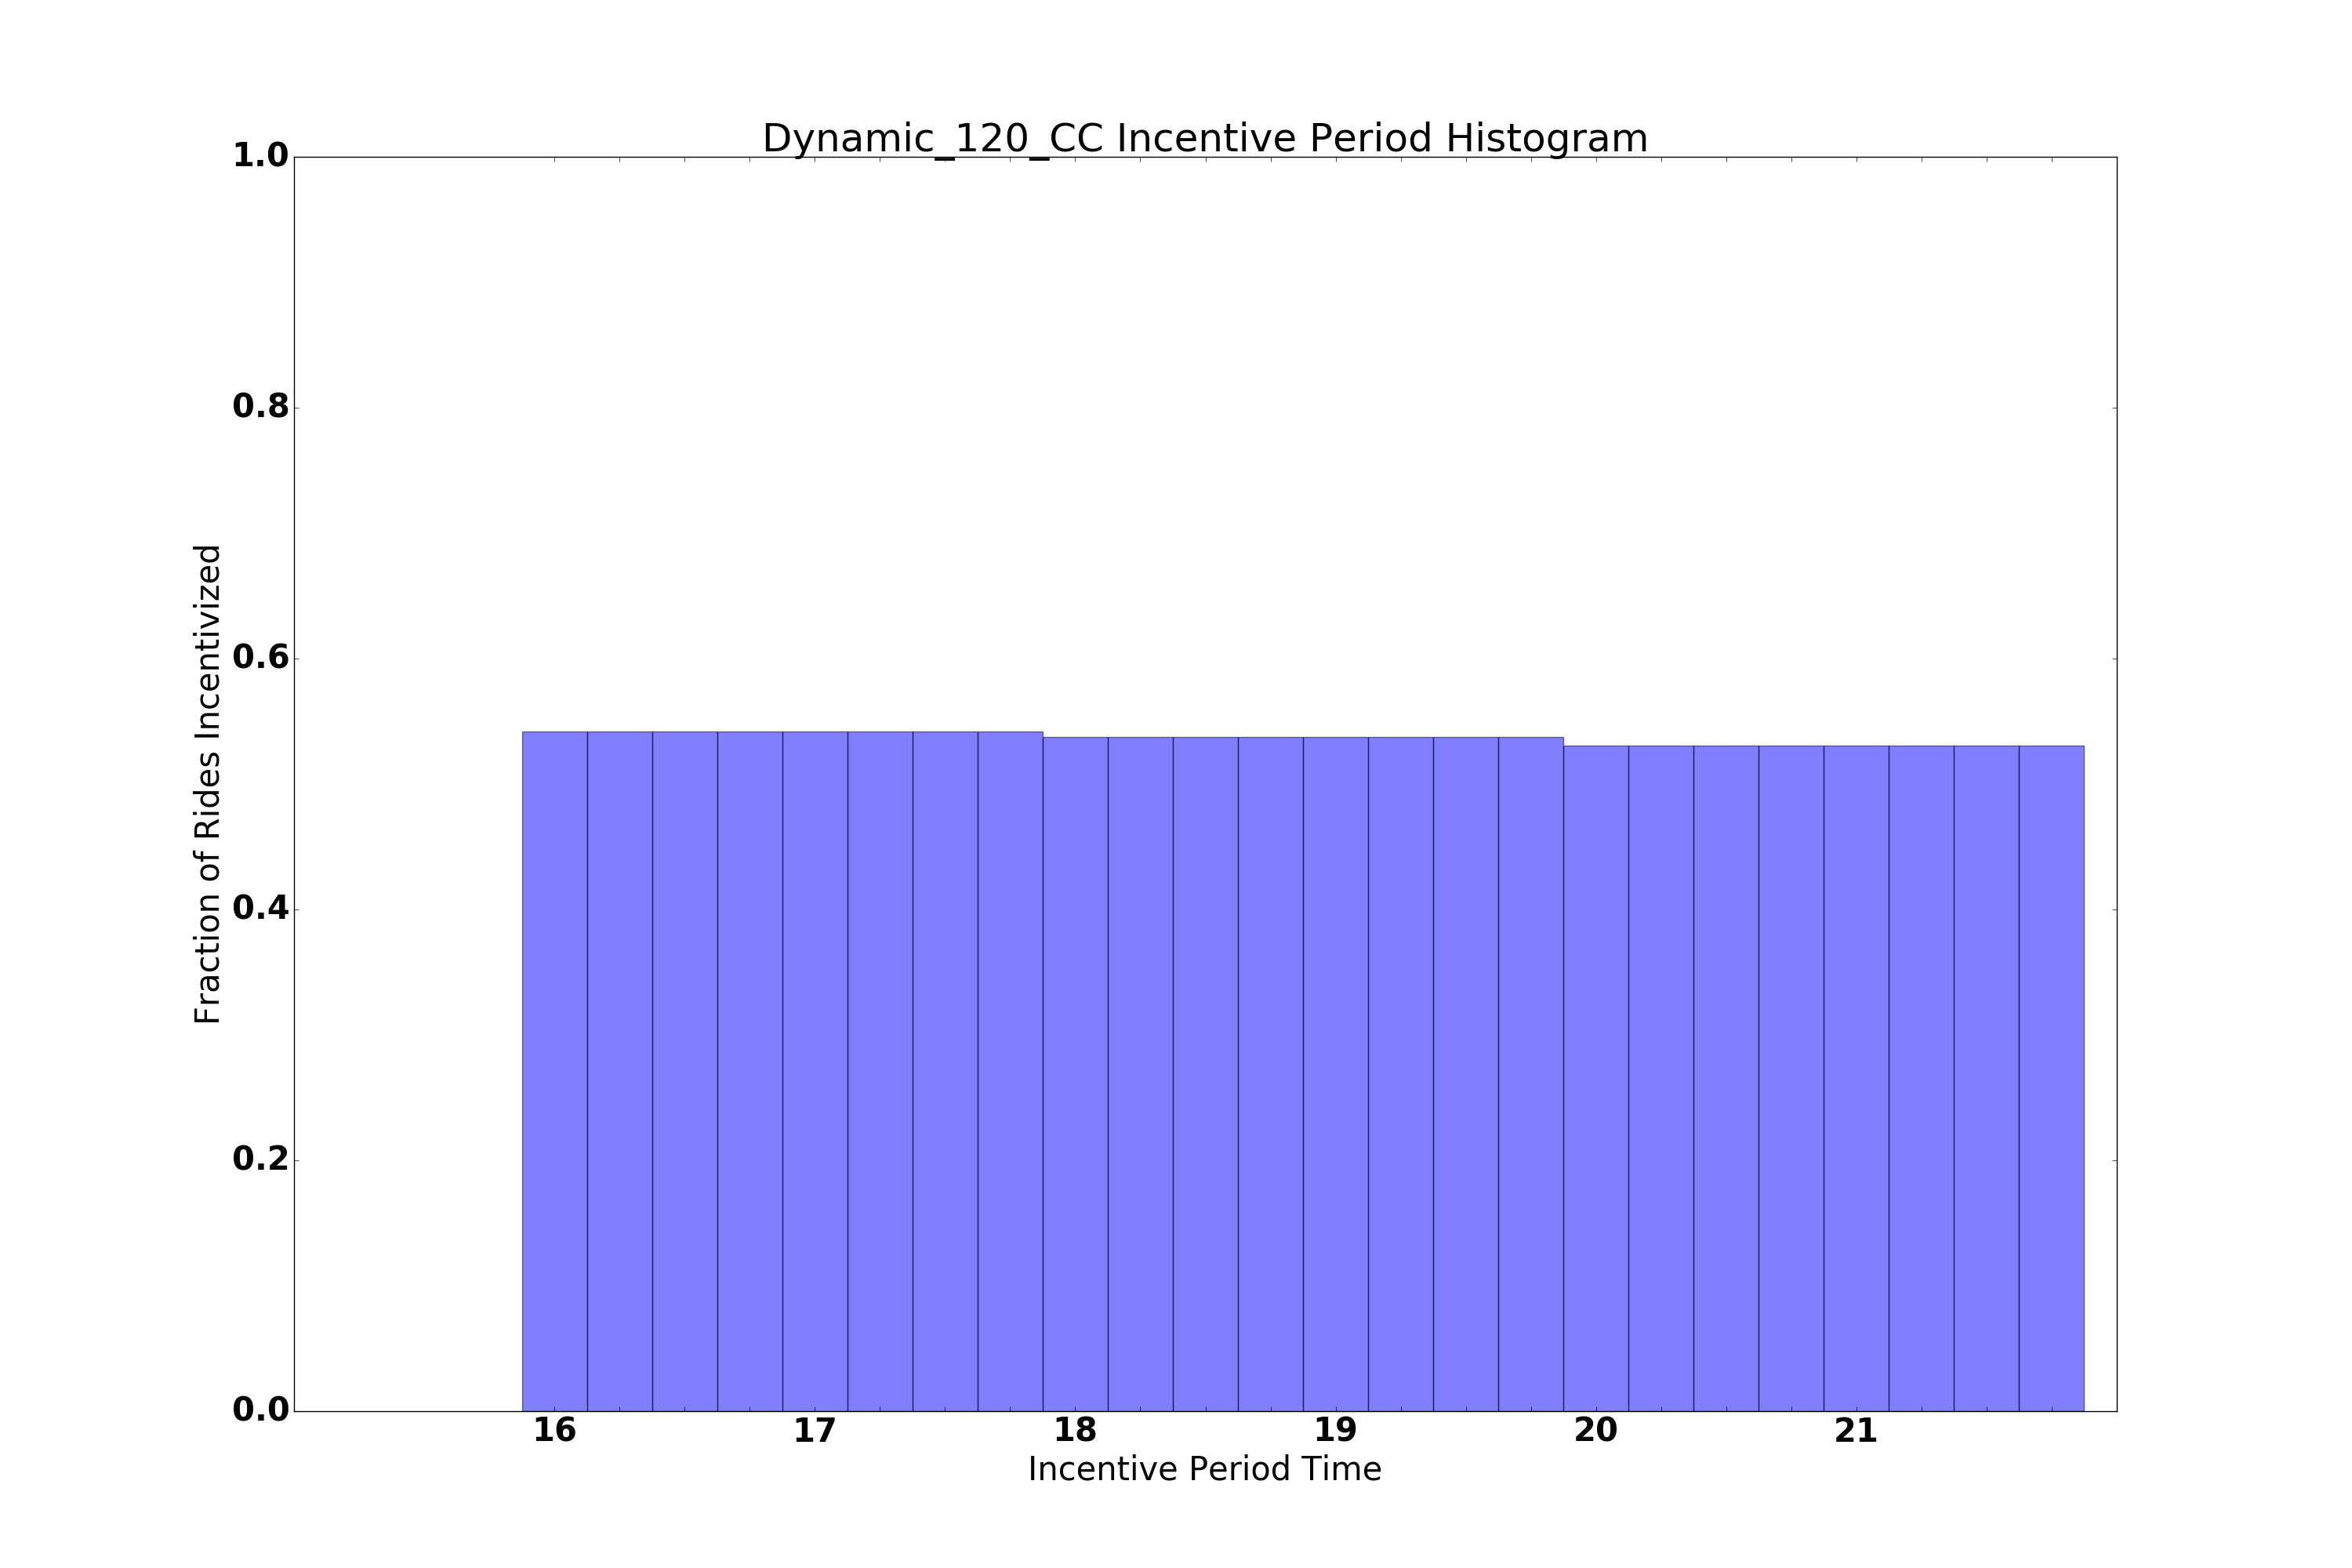 Dynamic_120_CC Incentive Period Histogram
1.0
0.8
0.6
0.4
0.2
0.0
Fraction of Rides Incentivized
16 17 18 19 20 21
Incentive Period Time